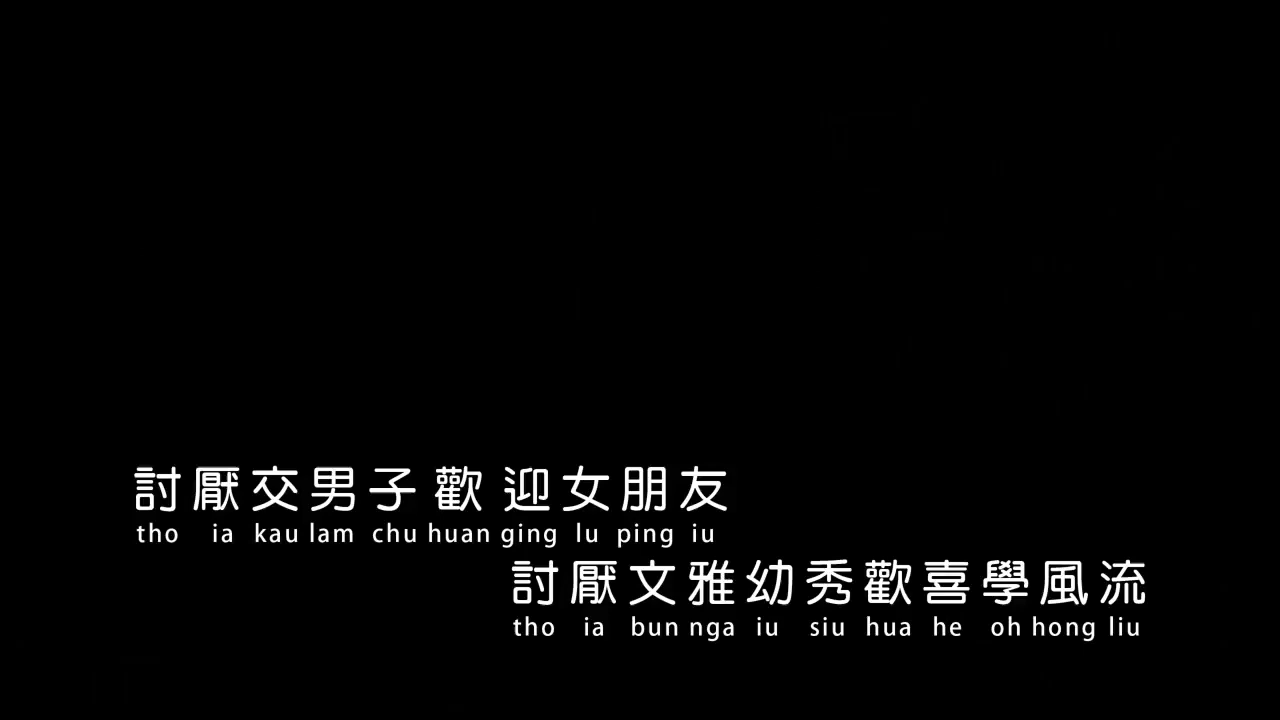 討厭交男子歡 迎女朋友
tho ia kau lam chu huan ging lu ping iu
討厭文雅幼秀歡喜學風流
tho ia bun nga iu siu hua he oh hong liu